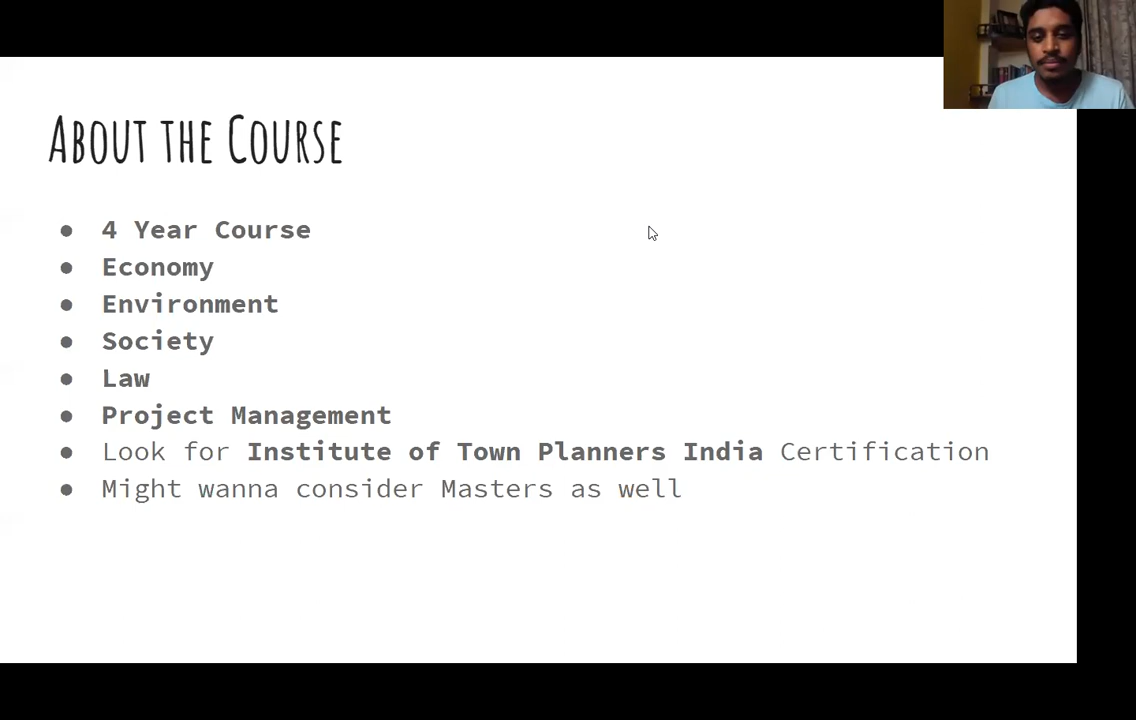 About the Course
● 4 Year Course
● Economy
● Environment
● Society
● Law
● Project Management
● Look for Institute of Town Planners India Certification
● Might wanna consider Masters as well